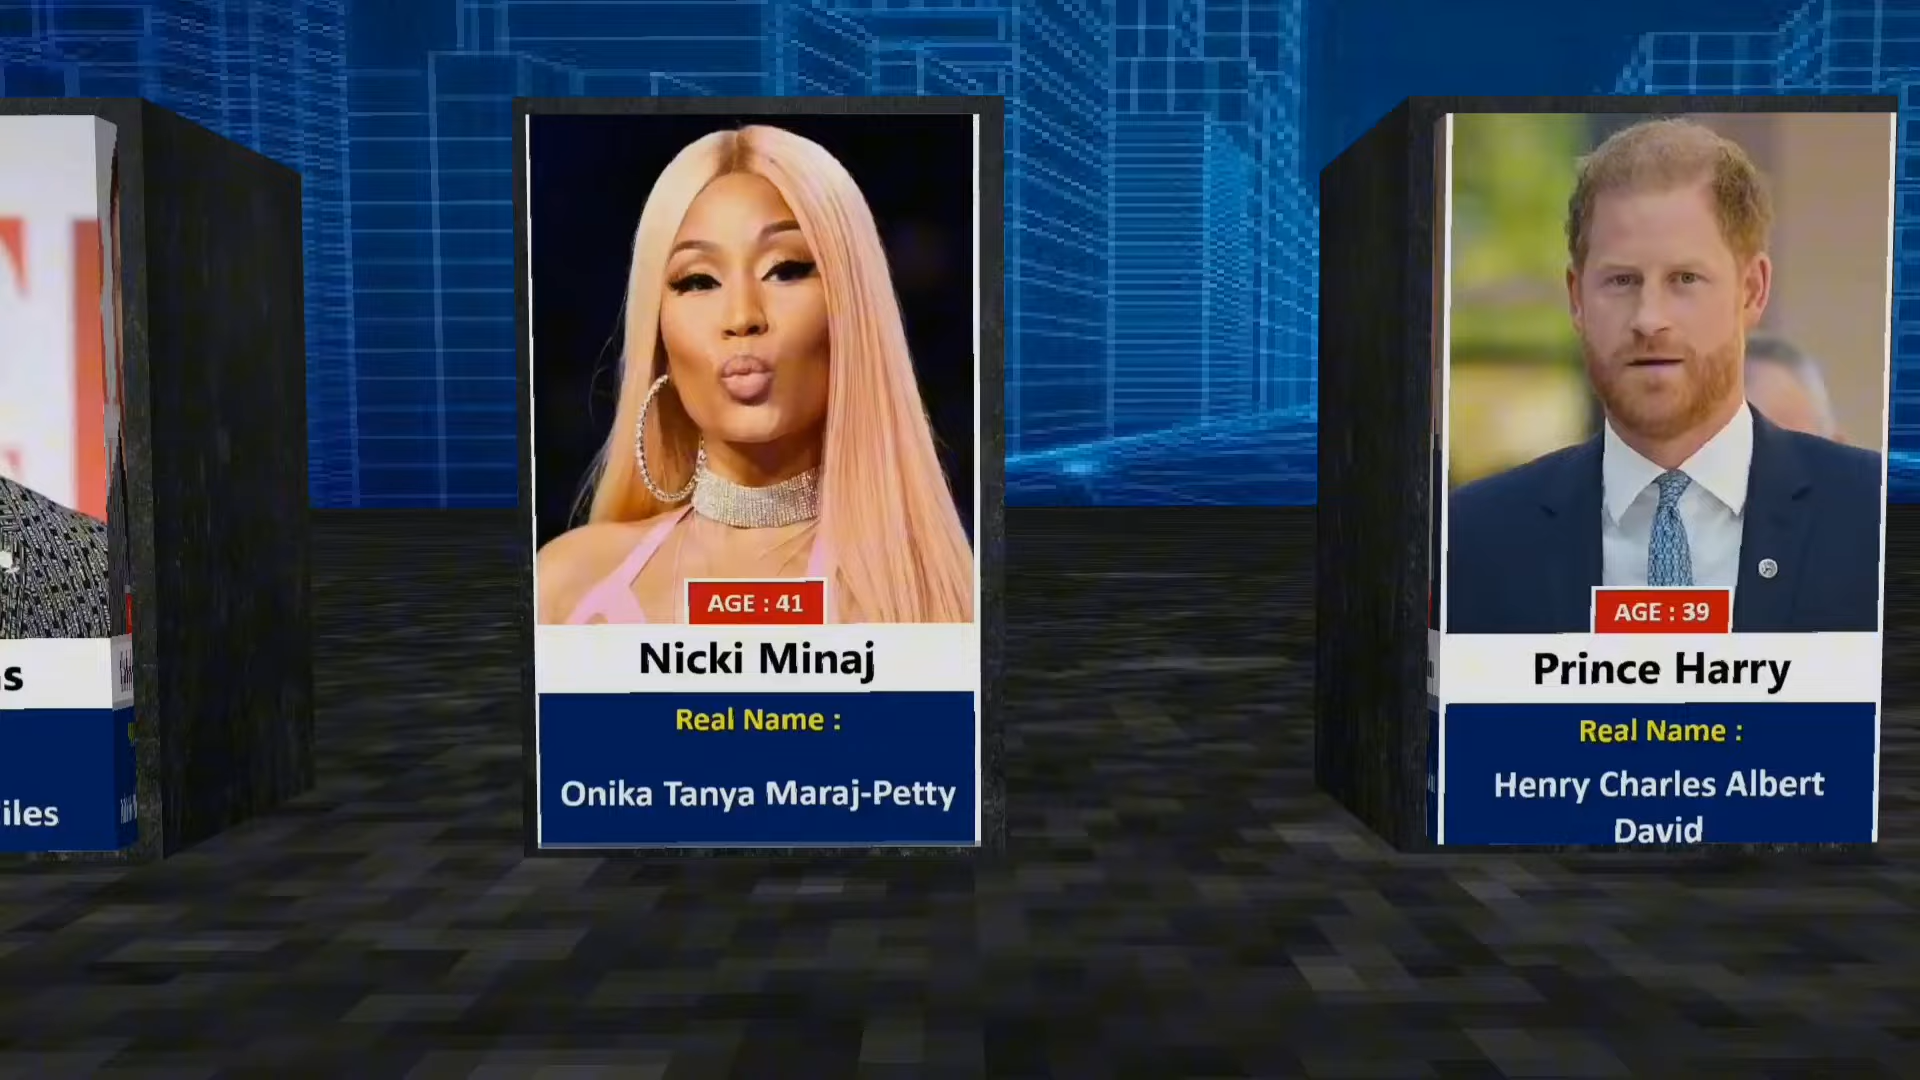 s
iles
AGE : 41
Nicki Minaj
Real Name :
Onika Tanya Maraj-Petty
AGE : 39
Prince Harry
Real Name :
Henry Charles Albert
David